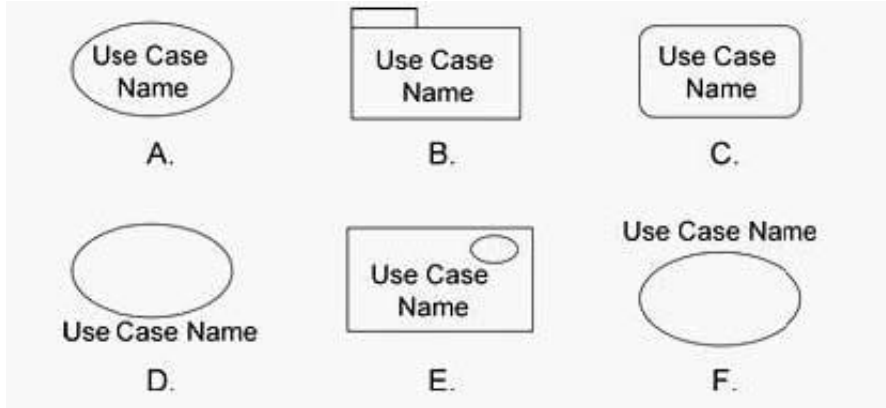 Use Case
Name
A.
Use Case
Name
B.
Use Case
Name
C.
Use Case Name
D.
Use Case
Name
E.
Use Case Name
F.